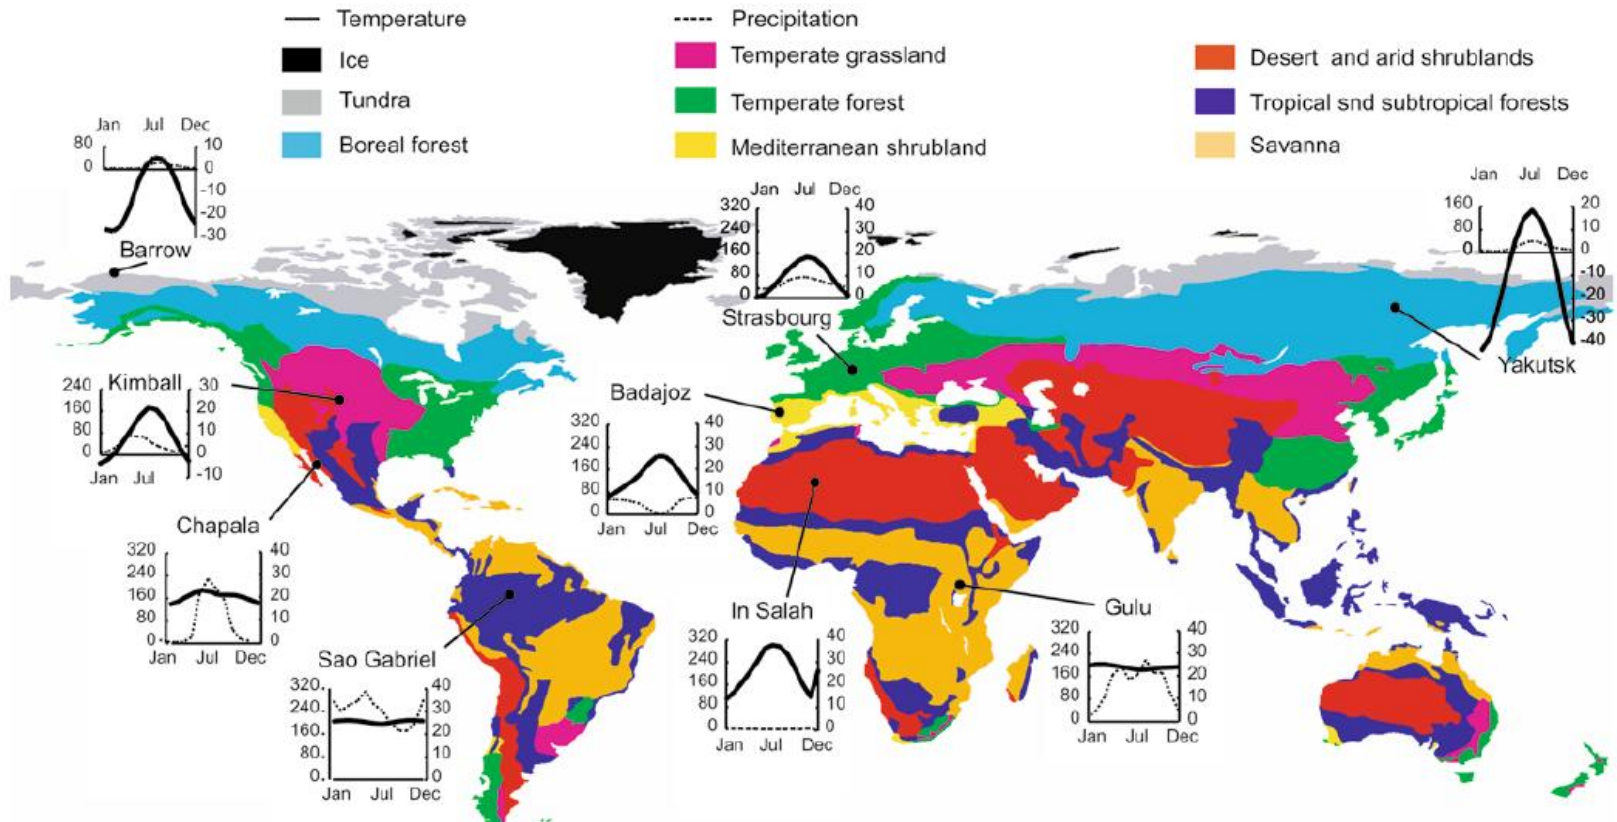 Temperature
Precipitation
Ice
Temperate grassland
Desert and arid shrublands
Tundra
Temperate forest
Tropical snd subtropical forests
Boreal forest
Mediterranean shrubland
Savanna
Jan Jul Dec
80 10
0 0
-10
-20
-30
Barrow
Jan Jul Dec
320 40
240 30
160 20
80 10
0 0
Strasbourg
Jan Jul Dec
160 20
80 10
0 0
-10
-20
-30
-40
Yakutsk
Kimball
240 30
160 20
80 10
0 0
-10
Jan Jul
Badajoz
320 40
240 30
160 20
80 10
0 0
Jan Jul Dec
Chapala
320 40
240 30
160 20
80 10
0 0
Jan Jul Dec
Sao Gabriel
320. 40
240. 30
160. 20
80. 10
0. 0
Jan Jul Dec
In Salah
320 40
240 30
160 20
80 10
0 0
Jan Jul Dec
Gulu
320 40
240 30
160 20
80 10
0 0
Jan Jul Dec